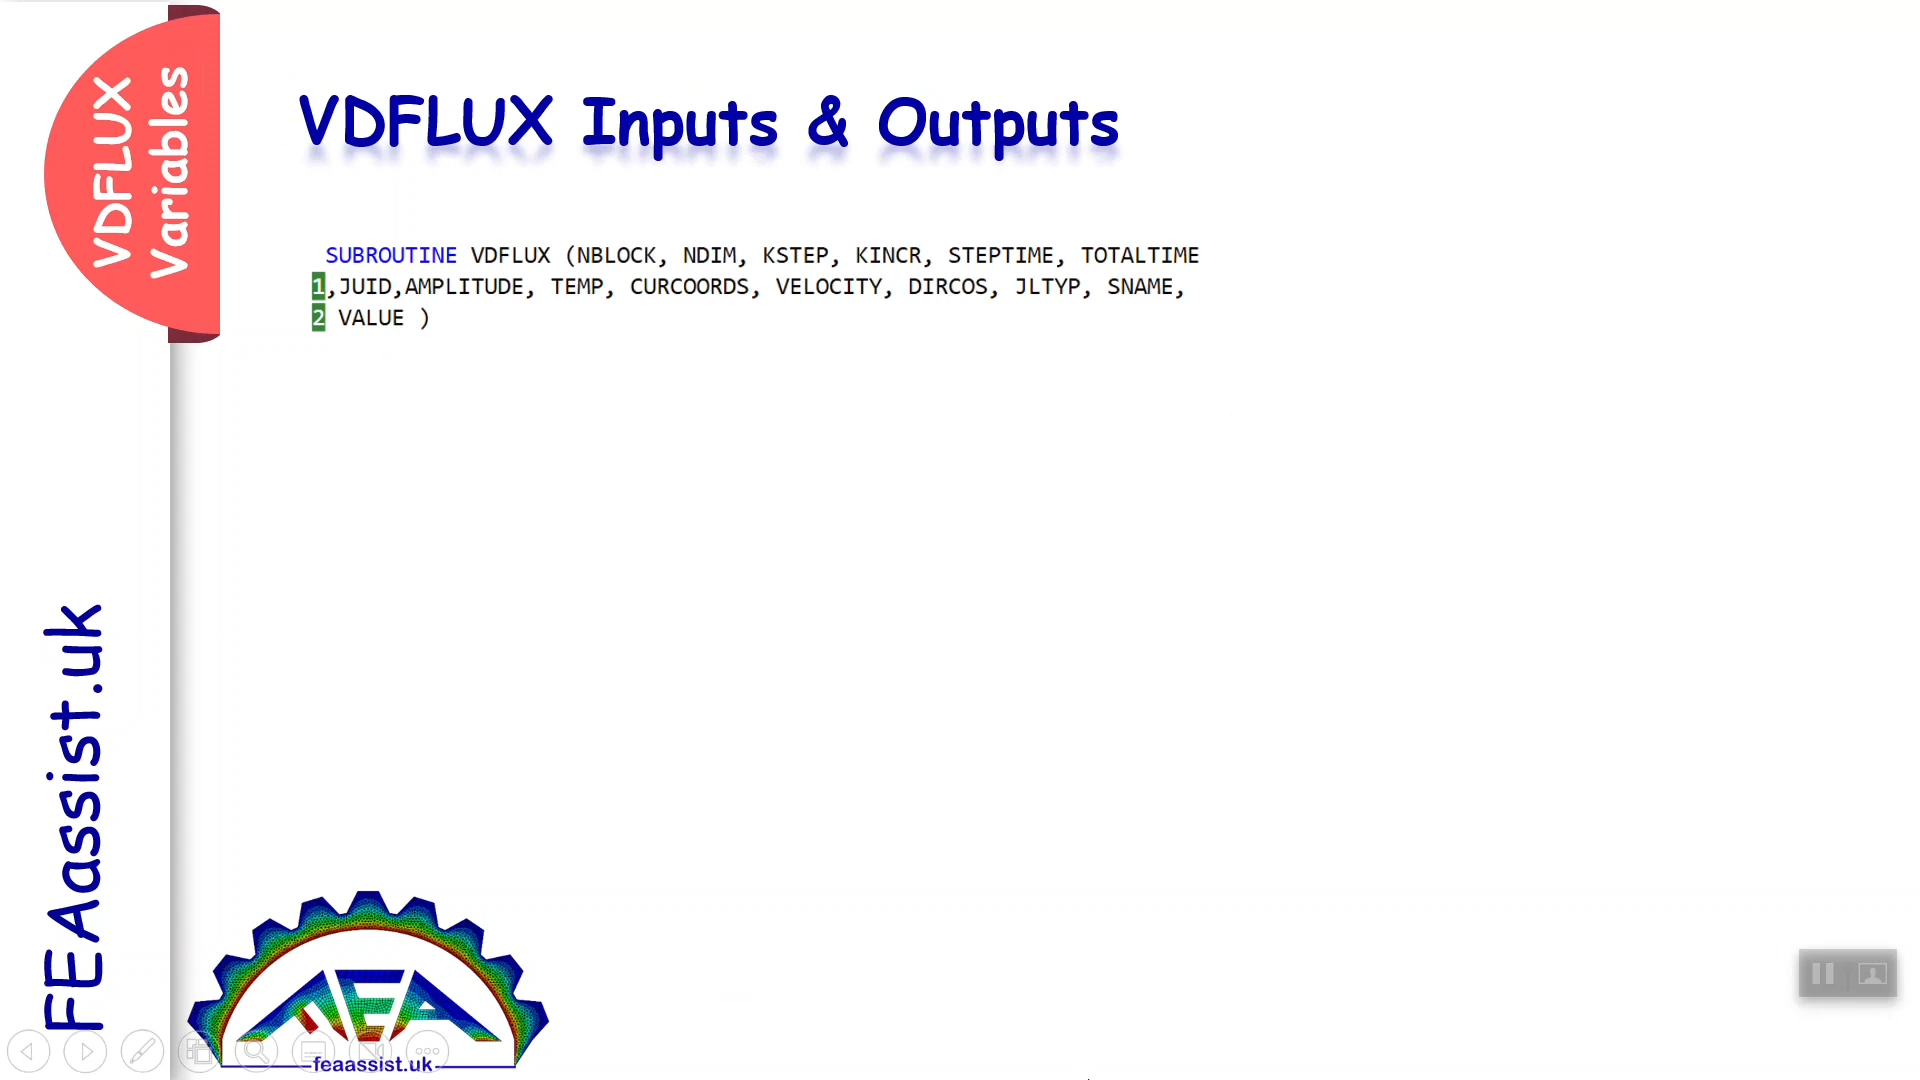 VDFLUX
Variables
VDFLUX Inputs & Outputs
SUBROUTINE VDFLUX (NBLOCK, NDIM, KSTEP, KINCR, STEPTIME, TOTALTIME
1,JUID,AMPLITUDE, TEMP, CURCOORDS, VELOCITY, DIRCOS, JLTYP, SNAME,
2 VALUE )
FEAassist.uk
FEA
feaassist.uk